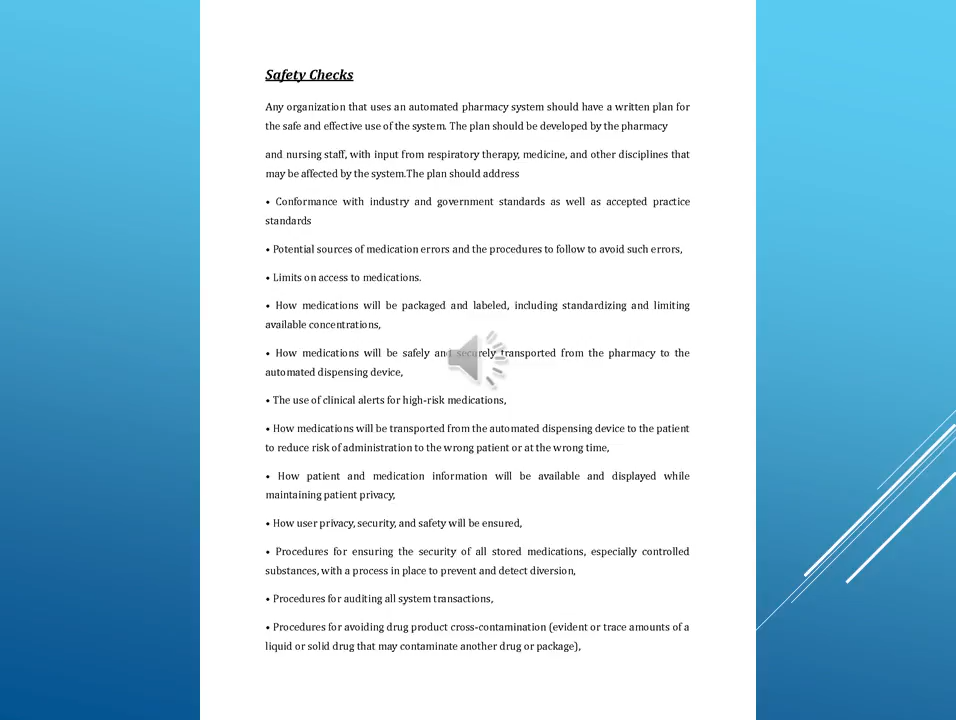 Safety Checks
Any organization that uses an automated pharmacy system should have a written plan for
the safe and effective use of the system. The plan should be developed by the pharmacy
and nursing staff, with input from respiratory therapy, medicine, and other disciplines that
may be affected by the system.The plan should address
• Conformance with industry and government standards as well as accepted practice
standards
• Potential sources of medication errors and the procedures to follow to avoid such errors,
• Limits on access to medications.
• How medications will be packaged and labeled, including standardizing and limiting
available concentrations,
• How medications will be safely and securely transported from the pharmacy to the
automated dispensing device,
• The use of clinical alerts for high-risk medications,
• How medications will be transported from the automated dispensing device to the patient
to reduce risk of administration to the wrong patient or at the wrong time,
• How patient and medication information will be available and displayed while
maintaining patient privacy,
• How user privacy, security, and safety will be ensured,
• Procedures for ensuring the security of all stored medications, especially controlled
substances, with a process in place to prevent and detect diversion,
• Procedures for auditing all system transactions,
• Procedures for avoiding drug product cross-contamination (evident or trace amounts of a
liquid or solid drug that may contaminate another drug or package),